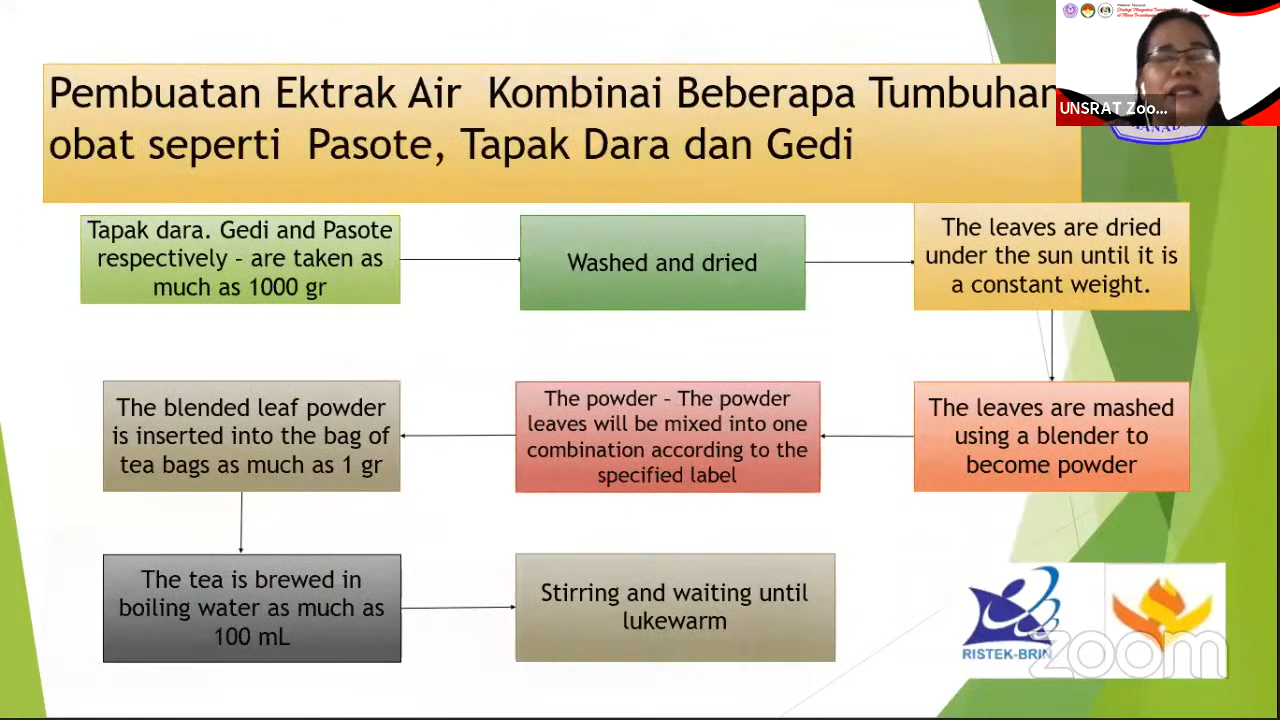 Pembuatan Ektrak Air Kombinai Beberapa Tumbuhan
obat seperti Pasote, Tapak Dara dan Gedi
UNSRAT Zoo...
Tapak dara. Gedi and Pasote
respectively – are taken as
much as 1000 gr
Washed and dried
The leaves are dried
under the sun until it is
a constant weight.
The leaves are mashed
using a blender to
become powder
The powder – The powder
leaves will be mixed into one
combination according to the
specified label
The blended leaf powder
is inserted into the bag of
tea bags as much as 1 gr
The tea is brewed in
boiling water as much as
100 mL
Stirring and waiting until
lukewarm
RISTEK-BRIN
zoom